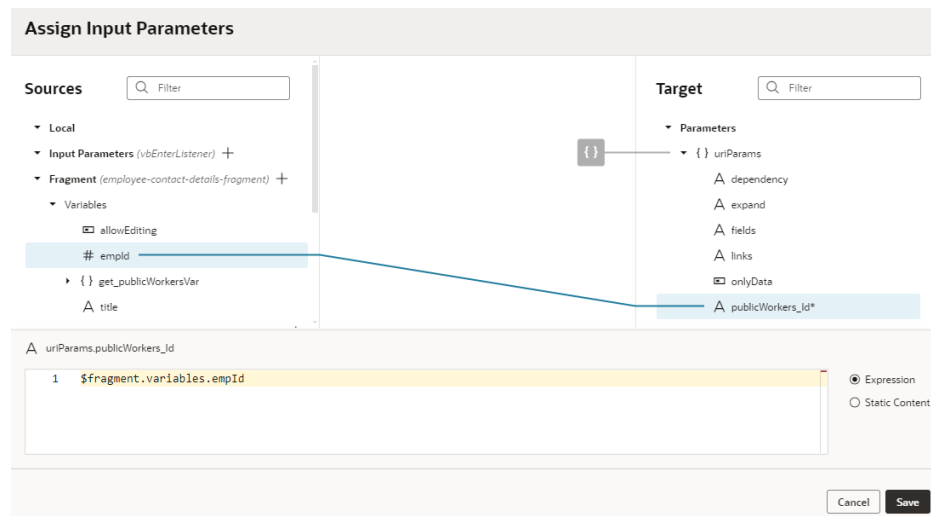 Assign Input Parameters
Sources
Filter
Local
Input Parameters (vbEnterListener)
Fragment (employee-contact-details-fragment)
Variables
allowEditing
# empId
{ } get_publicWorkersVar
A title
{ }
Target
Filter
Parameters
{ } uriParams
A dependency
A expand
A fields
A links
onlyData
A publicWorkers_Id*
A uriParams.publicWorkers_Id
1 $fragment.variables.empId
Expression
Static Content
Cancel
Save